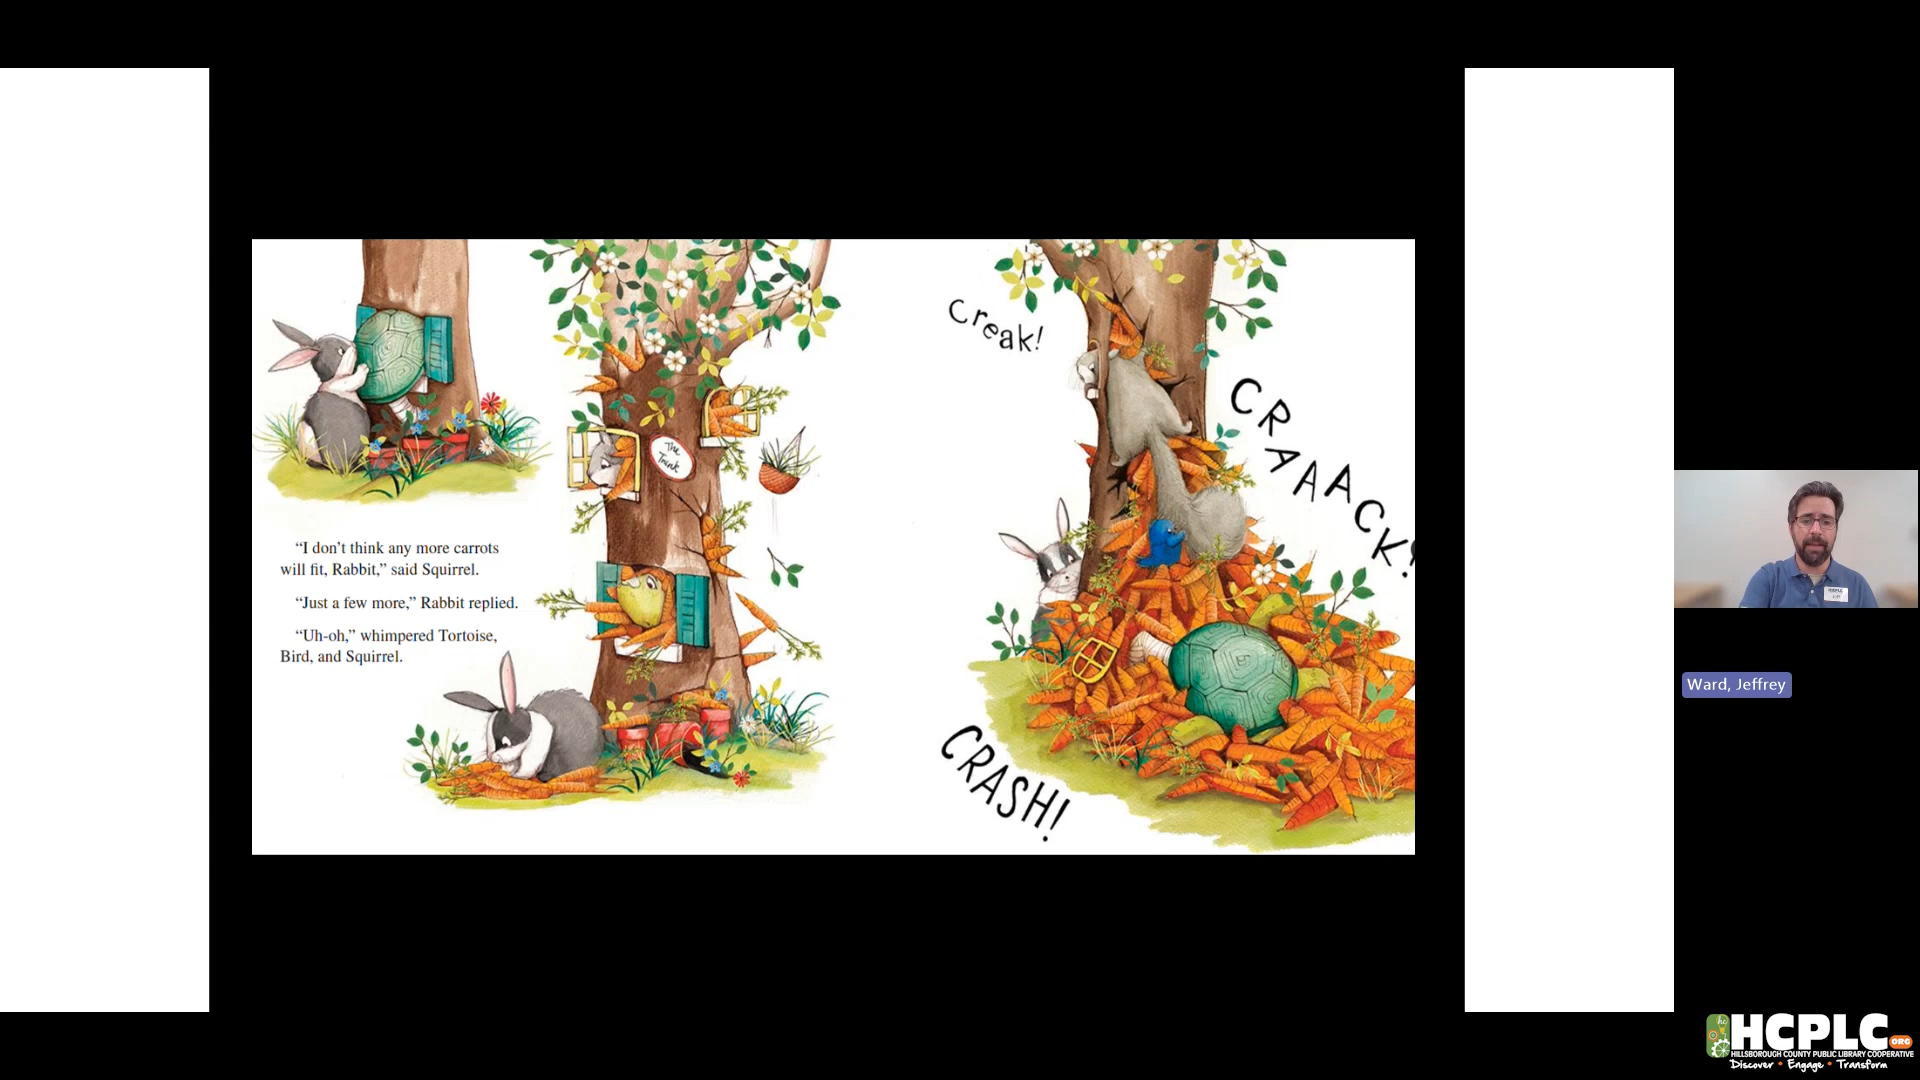 “I don’t think any more carrots
will fit, Rabbit,” said Squirrel.
“Just a few more,” Rabbit replied.
“Uh-oh,” whimpered Tortoise,
Bird, and Squirrel.
The
Trunk
Creak!
CRAAACK!
CRASH!
Ward, Jeffrey
hc
HCPLC.ORG
HILLSBOROUGH COUNTY PUBLIC LIBRARY COOPERATIVE
Discover • Engage • Transform